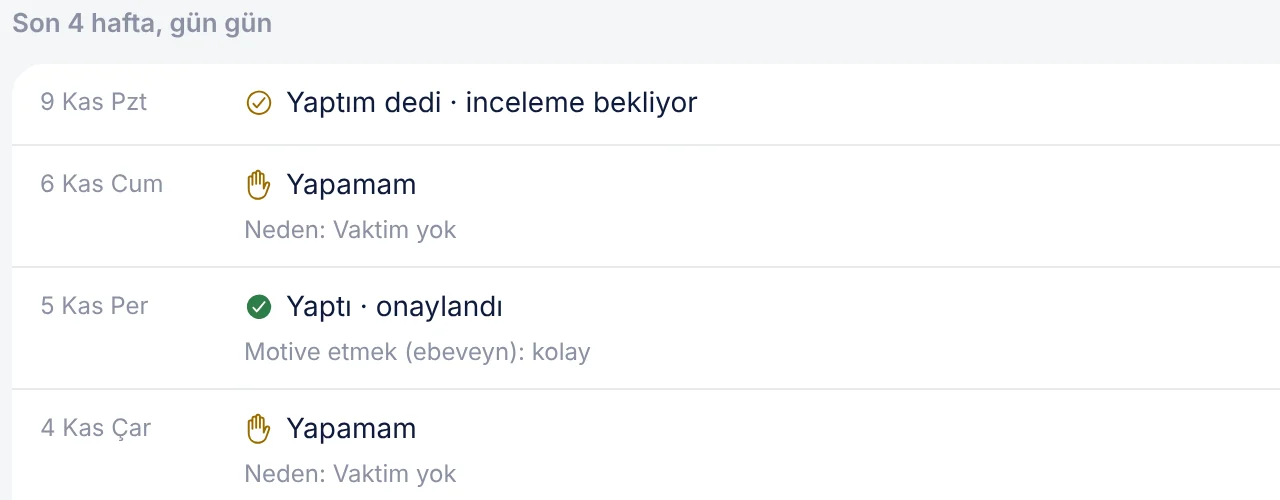 Son 4 hafta, gün gün
9 Kas Pzt
Yaptım dedi · inceleme bekliyor
6 Kas Cum
Yapamam
Neden: Vaktim yok
5 Kas Per
Yaptı · onaylandı
Motive etmek (ebeveyn): kolay
4 Kas Çar
Yapamam
Neden: Vaktim yok